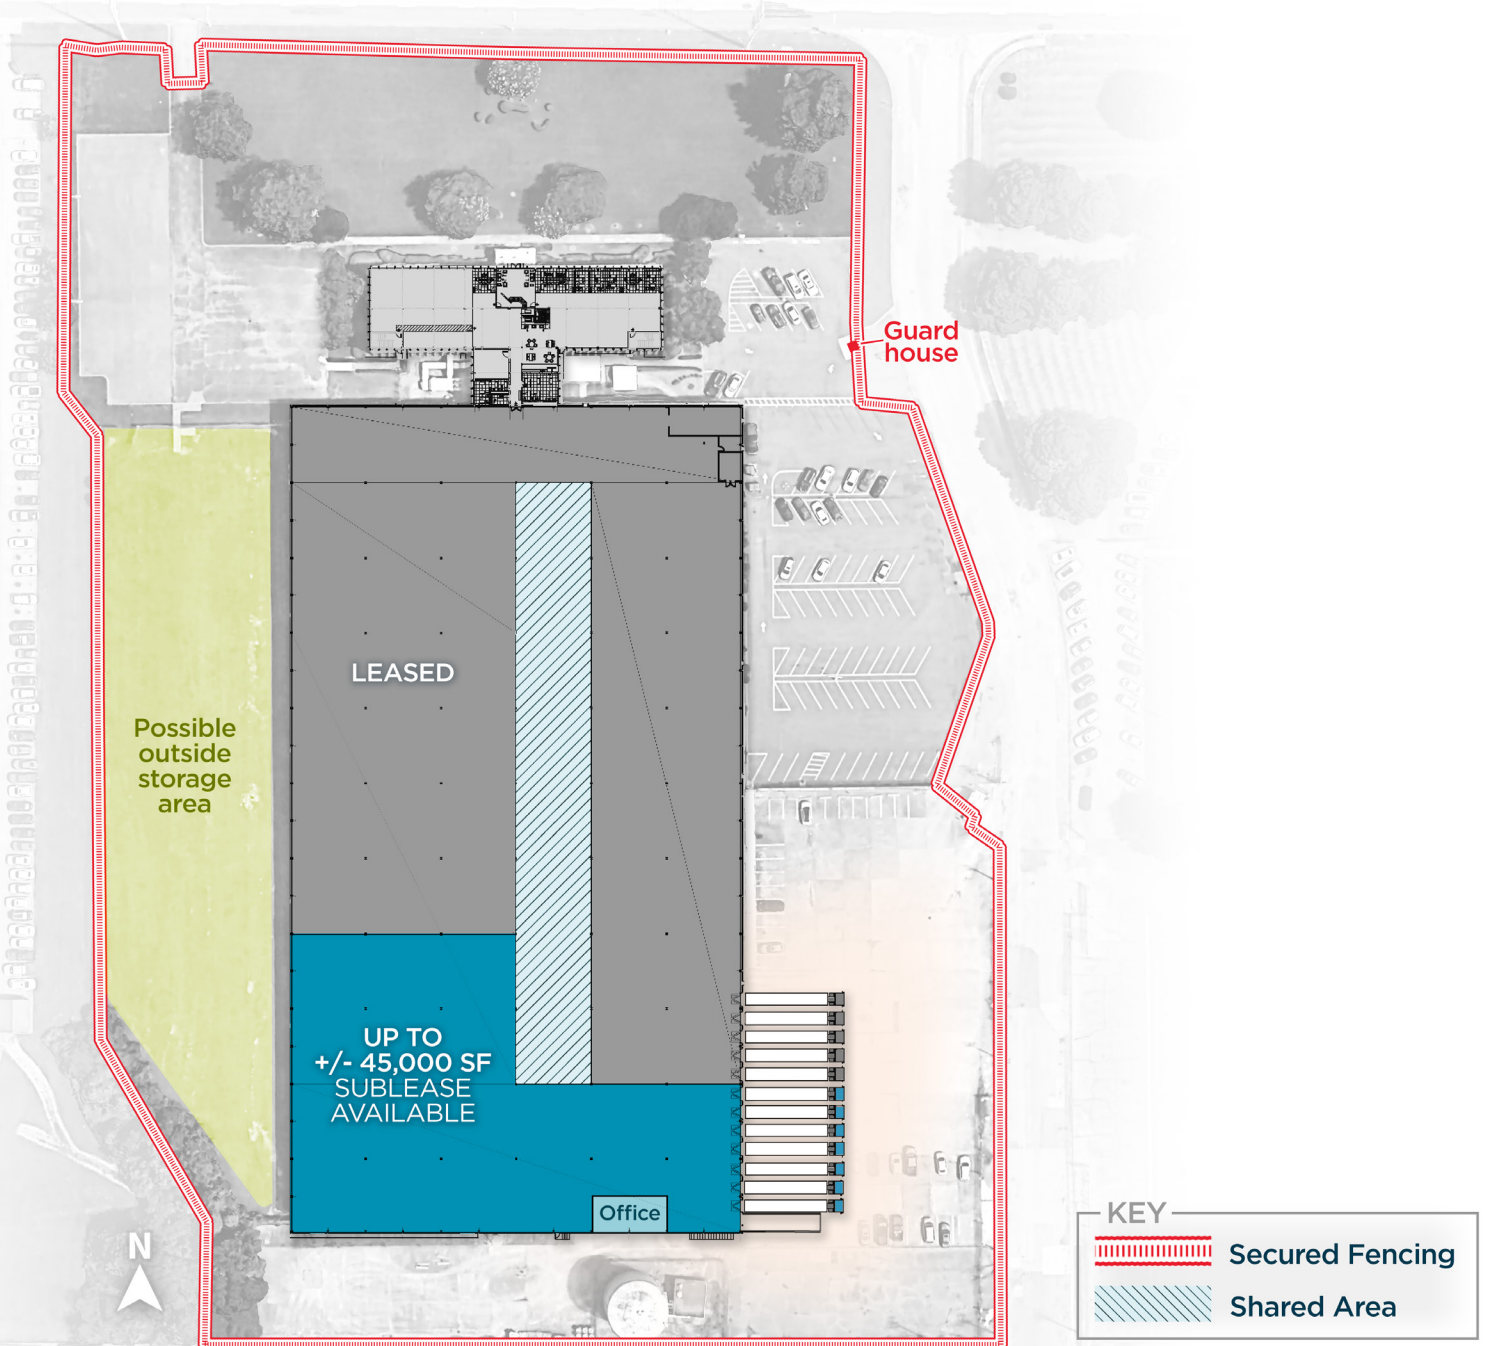 Guard
house
LEASED
Possible
outside
storage
area
UP TO
+/- 45,000 SF
SUBLEASE
AVAILABLE
Office
N
KEY
Secured Fencing
Shared Area